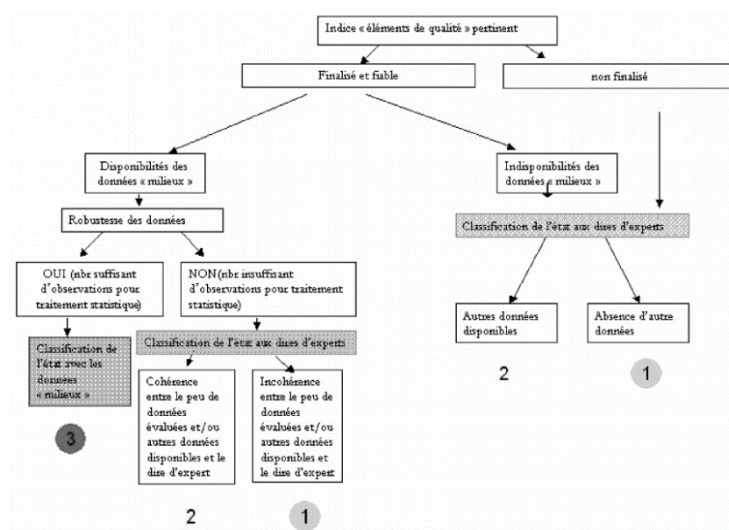 Indice « éléments de qualité » pertinent
Finalisé et fiable
non finalisé
Disponibilités des
données « milieux »
Indisponibilités des
données « milieux »
Robustesse des données
Classification de l'état aux dires d'experts
OUI (nbr suffisant
d'observations pour
traitement statistique)
NON(nbr insuffisant
d'observations pour traitement
statistique)
Autres données
disponibles
Absence d'autre
données
Classification de
l'état avec les
données
« milieux »
Classification de l'état aux dires d'experts
Cohérence
entre le peu de
données
évaluées et/ou
autres données
disponibles et le
dire d'expert
Incohérence
entre le peu de
données
évaluées et/ou
autres données
disponibles et
le dire d'expert
2
1
3
2
1